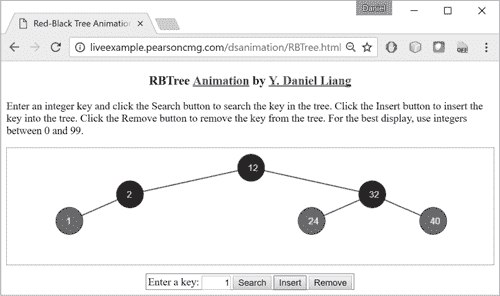 Daniel
Red-Black Tree Animation
liveexample.pearsoncmg.com/dsanimation/RBTree.html
OFF
RBTree Animation by Y. Daniel Liang
Enter an integer key and click the Search button to search the key in the tree. Click the Insert button to insert the
key into the tree. Click the Remove button to remove the key from the tree. For the best display, use integers
between 0 and 99.
12
2 32
1 24 40
Enter a key: 1 Search Insert Remove